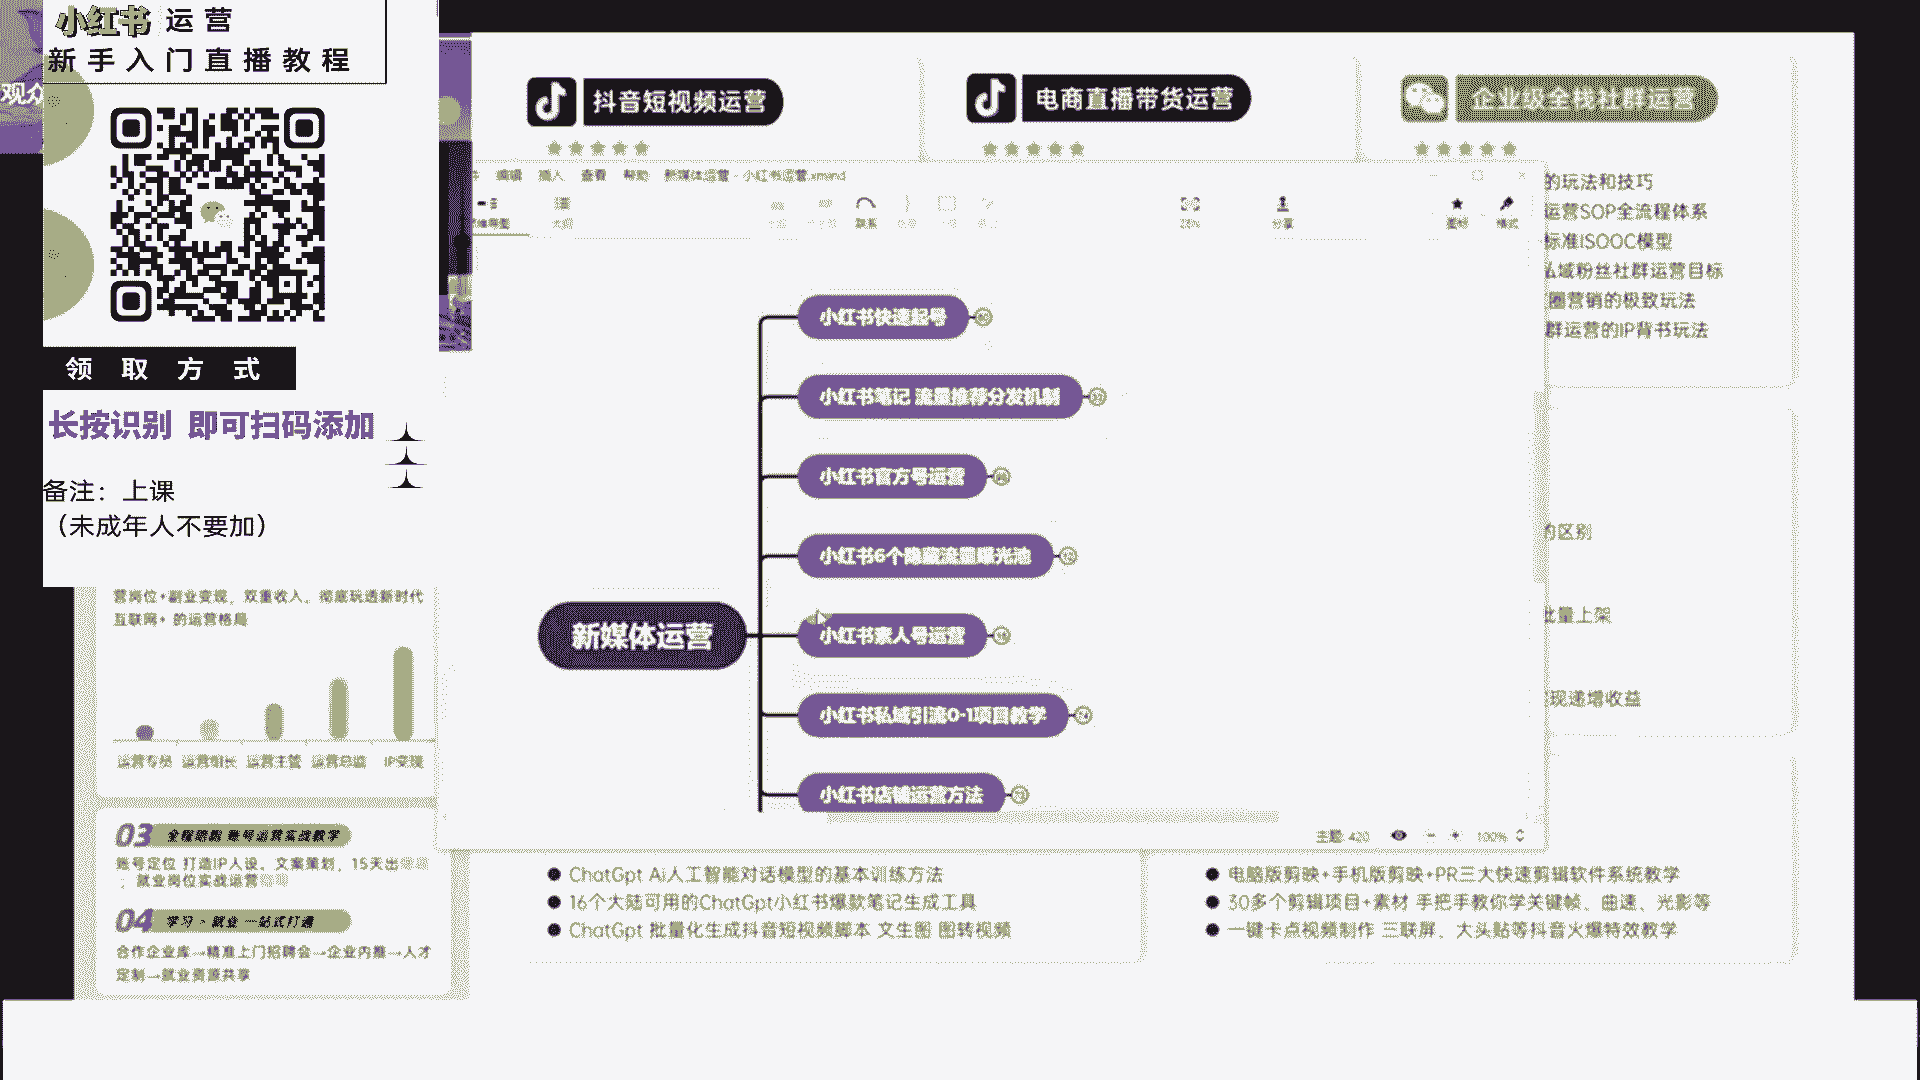 小红书 运营
新手入门直播教程
观众
领取方式
长按识别 即可扫码添加
备注：上课
（未成年人不要加）
抖音短视频运营
电商直播带货运营
企业级全栈社群运营
编辑 插入 查看 帮助 新媒体运营 - 小红书运营.xmind
联系
23%
分享
图标
格式
的玩法和技巧
运营SOP全流程体系
标准ISOOC模型
私域粉丝社群运营目标
圈营销的极致玩法
群运营的IP背书玩法
小红书快速起号
小红书笔记 流量推荐分发机制
小红书官方号运营
小红书6个隐藏流量曝光池
新媒体运营
小红书素人号运营
小红书私域引流0-1项目教学
小红书店铺运营方法
的区别
批量上架
现递增收益
主题: 420
100%
营岗位+副业变现，双重收入，彻底玩透新时代
互联网+ 的运营格局
运营专员 运营组长 运营主管 运营总监 IP变现
03 全程陪跑 账号运营实战教学
账号定位 打造IP人设。文案策划，15天出
，就业岗位实战运营
04 学习、就业 一站式打通
合作企业库→精准上门招聘会→企业内推→人才
定制→就业资源共享
ChatGpt Ai人工智能对话模型的基本训练方法
16个大陆可用的ChatGpt小红书爆款笔记生成工具
ChatGpt 批量化生成抖音短视频脚本 文生图 图转视频
电脑版剪映+手机版剪映+PR三大快速剪辑软件系统教学
30多个剪辑项目+素材 手把手教你学关键帧、曲速、光影等
一键卡点视频制作 三联屏、大头贴等抖音火爆特效教学